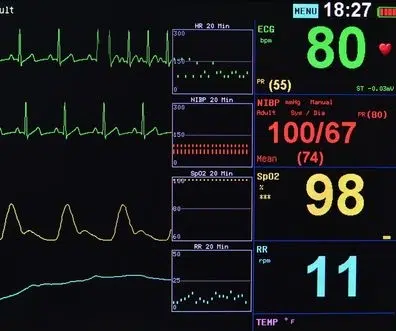 ult
MENU 18:27
HR 20 Min
300
150
0
ECG
bpm
80
PR (55)
ST -0.03mV
NIBP 20 Min
300
150
0
NIBP mmHg Manual
Adult Sys / Dia PR(80)
100/67
Mean (74)
SpO2 20 Min
100
80
60
SpO2
%
***
98
RR 20 Min
50
25
0
RR
rpm
11
TEMP °F